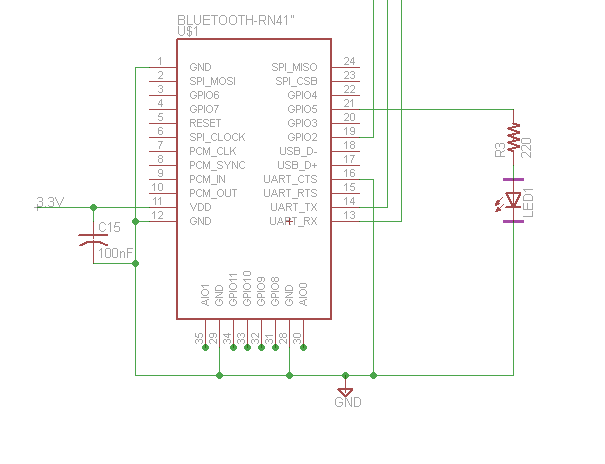 BLUETOOTH-RN41"
U$1
1 GND SPI_MISO 24
2 SPI_MOSI SPI_CSB 23
3 GPIO6 GPIO4 22
4 GPIO7 GPIO5 21
5 RESET GPIO3 20
6 SPI_CLOCK GPIO2 19
7 PCM_CLK USB_D- 18
8 PCM_SYNC USB_D+ 17
9 PCM_IN UART_CTS 16
10 PCM_OUT UART_RTS 15
11 VDD UART_TX 14
12 GND UART_RX 13
3.3V
C15
100nF
R3
220
LED1
AIO1 GND GPIO11 GPIO10 GPIO9 GPIO8 GND AIO0
35 29 34 33 32 31 28 30
GND